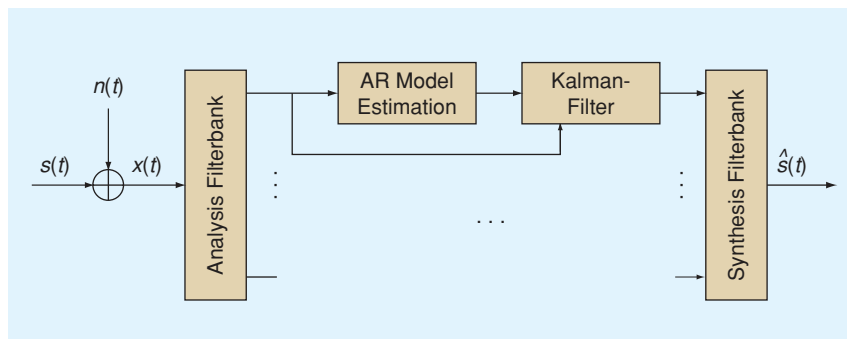 n(t)
s(t)
x(t)
Analysis Filterbank
AR Model
Estimation
Kalman-
Filter
. . .
. . .
. . .
Synthesis Filterbank
ŝ(t)